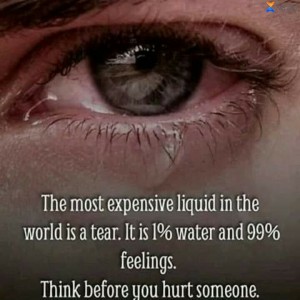 The most expensive liquid in the
world is a tear. It is 1% water and 99%
feelings.
Think before you hurt someone.